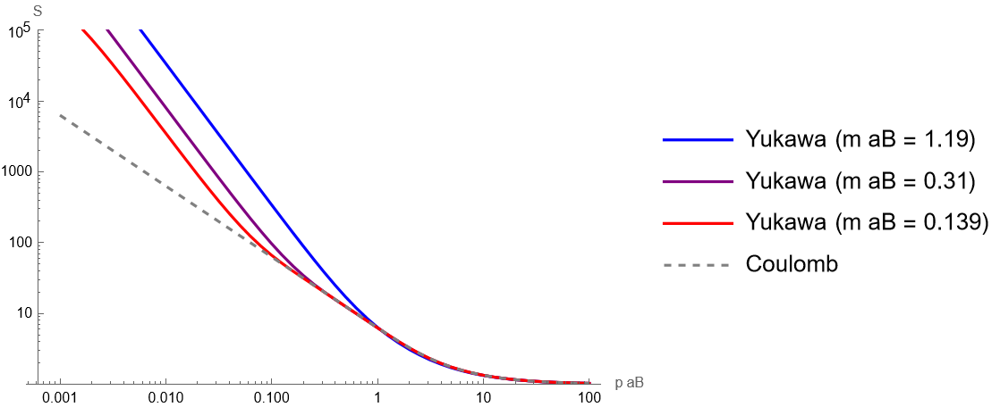 S
10^5
10^4
1000
100
10
0.001 0.010 0.100 1 10 100
p aB
Yukawa (m aB = 1.19)
Yukawa (m aB = 0.31)
Yukawa (m aB = 0.139)
Coulomb